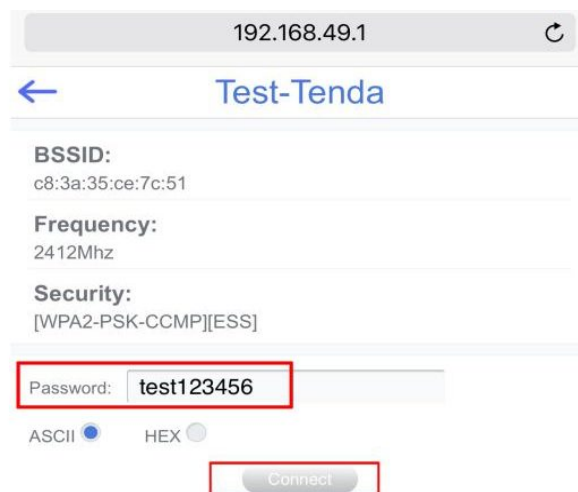 192.168.49.1
Test-Tenda
BSSID:
c8:3a:35:ce:7c:51
Frequency:
2412Mhz
Security:
[WPA2-PSK-CCMP][ESS]
Password: test123456
ASCII HEX
Connect